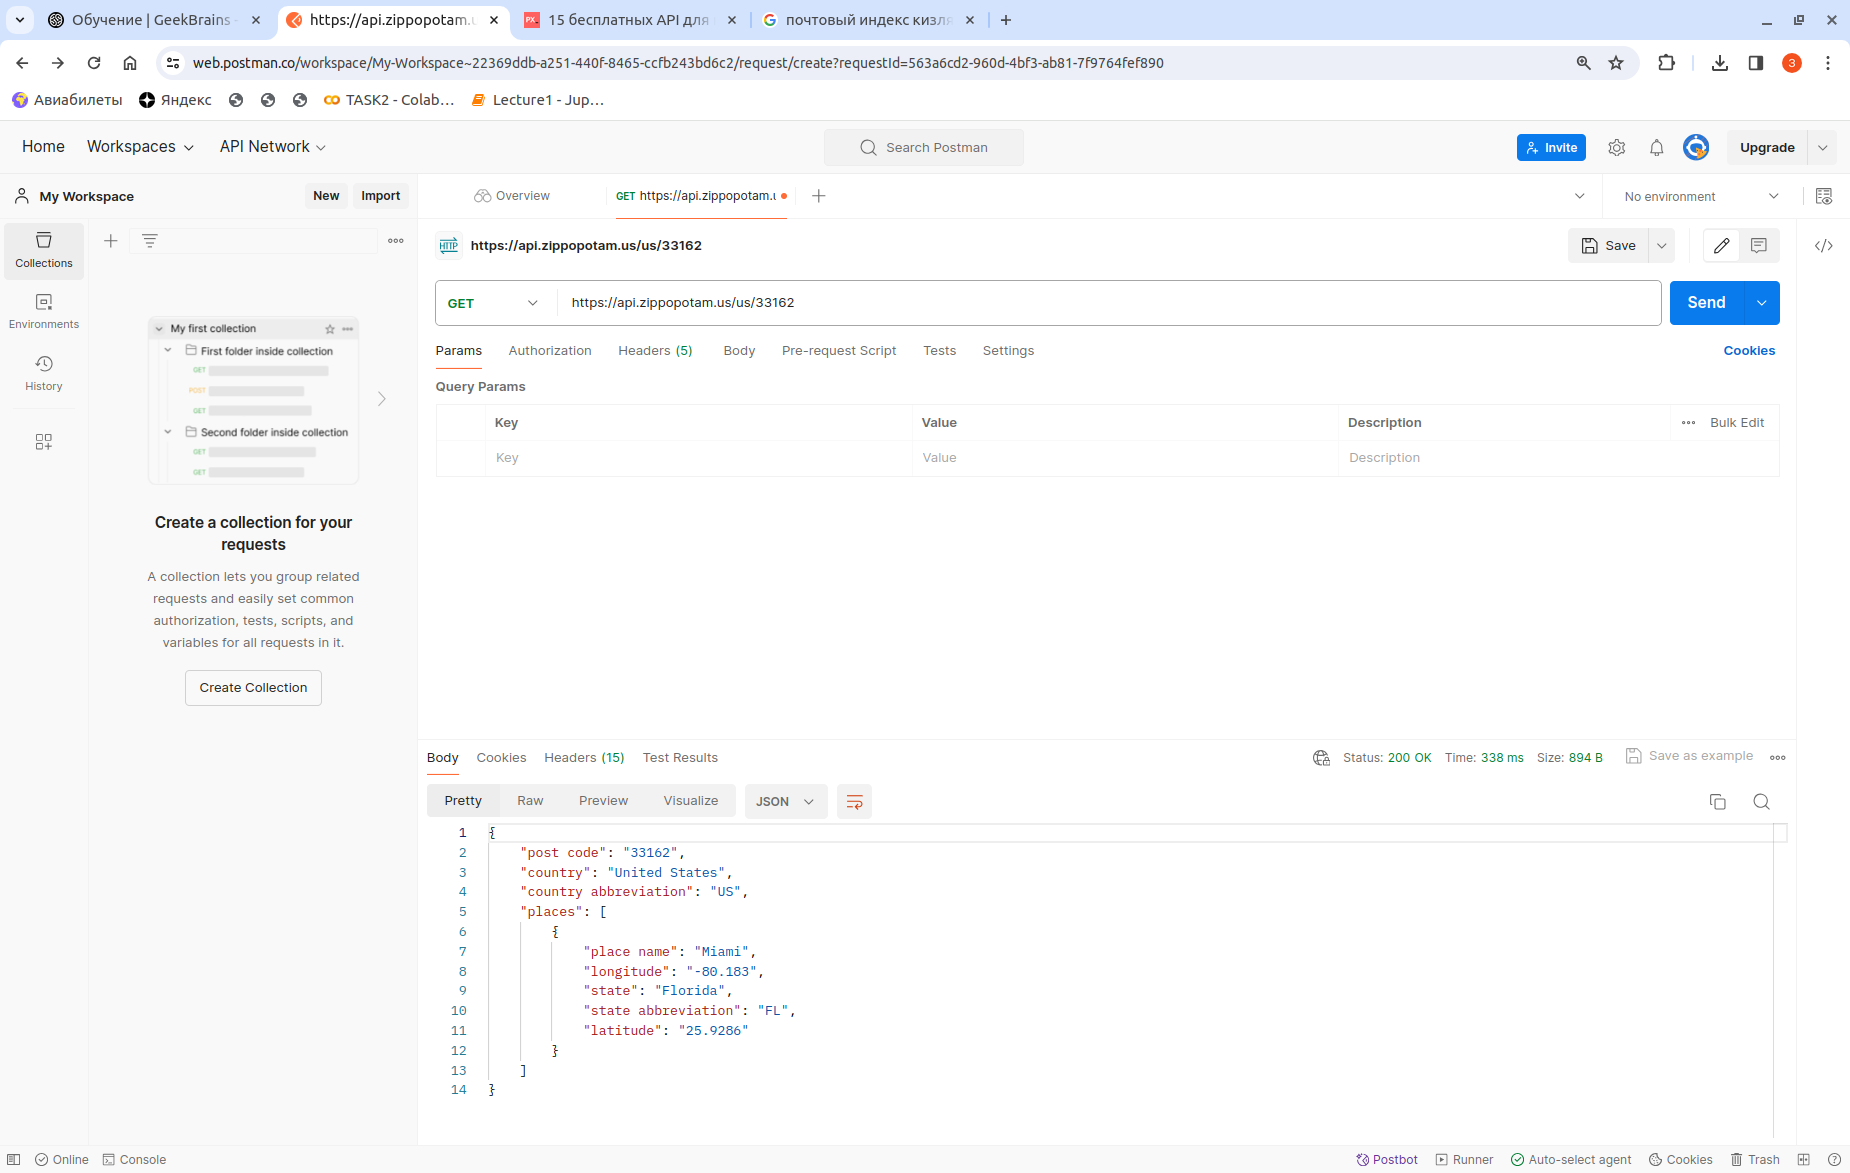 Обучение | GeekBrains
https://api.zippopotam.u
15 бесплатных API для
почтовый индекс кизля
web.postman.co/workspace/My-Workspace~22369ddb-a251-440f-8465-ccfb243bd6c2/request/create?requestId=563a6cd2-960d-4bf3-ab81-7f9764fef890
3
Авиабилеты
Яндекс
TASK2 - Colab...
Lecture1 - Jup...
Home
Workspaces
API Network
Search Postman
Invite
Upgrade
My Workspace
New
Import
Overview
GET https://api.zippopotam.u
No environment
Collections
Environments
History
My first collection
First folder inside collection
GET
POST
GET
Second folder inside collection
GET
GET
Create a collection for your
requests
A collection lets you group related
requests and easily set common
authorization, tests, scripts, and
variables for all requests in it.
Create Collection
HTTP https://api.zippopotam.us/us/33162
Save
GET
https://api.zippopotam.us/us/33162
Send
Params Authorization Headers (5) Body Pre-request Script Tests Settings
Cookies
Query Params
Key Value Description Bulk Edit
Key Value Description
Body Cookies Headers (15) Test Results
Status: 200 OK Time: 338 ms Size: 894 B Save as example
Pretty Raw Preview Visualize JSON
1 {
2 "post code": "33162",
3 "country": "United States",
4 "country abbreviation": "US",
5 "places": [
6 {
7 "place name": "Miami",
8 "longitude": "-80.183",
9 "state": "Florida",
10 "state abbreviation": "FL",
11 "latitude": "25.9286"
12 }
13 ]
14 }
Online Console
Postbot Runner Auto-select agent Cookies Trash